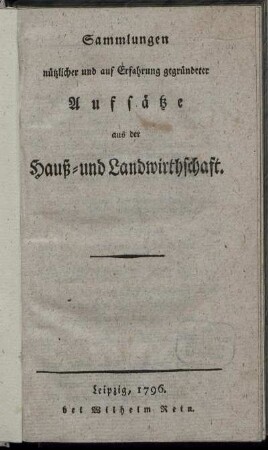 Sammlungen
nützlicher und auf Erfahrung gegründeter
Aufsätze
aus der
Hauß-und Landwirthschaft.
Leipzig, 1796.
bei Wilhelm Rein.